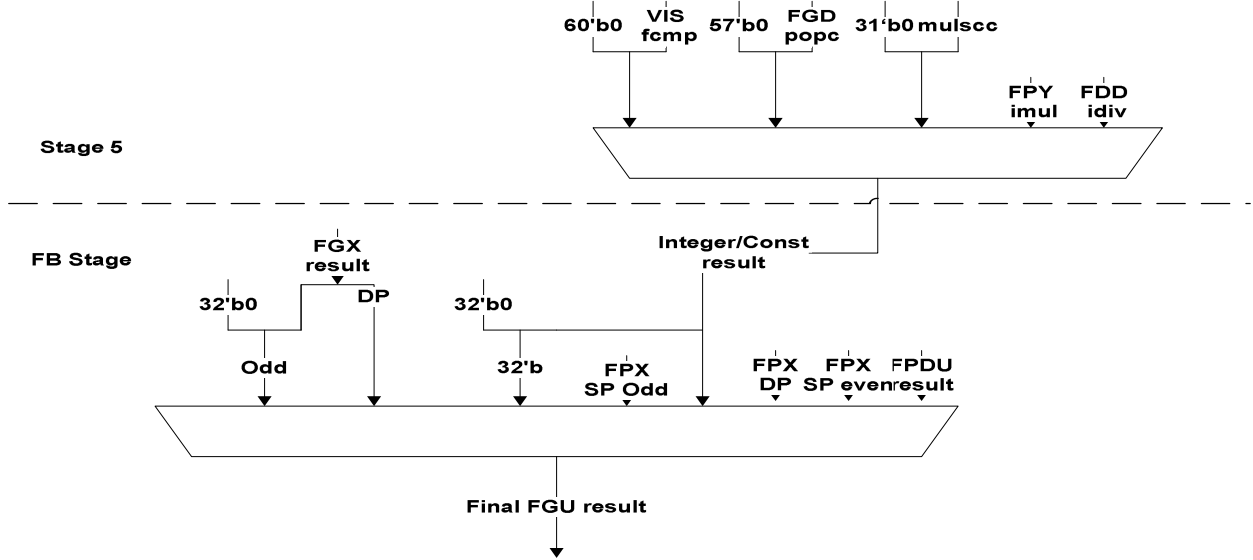 60'b0 VIS fcmp 57'b0 FGD popc 31'b0 mulscc
FPY imul FDD idiv
Stage 5
FB Stage
FGX result
Integer/Const result
32'b0 DP 32'b0
Odd 32'b FPX SP Odd FPX DP FPX SP even FPDU result
Final FGU result